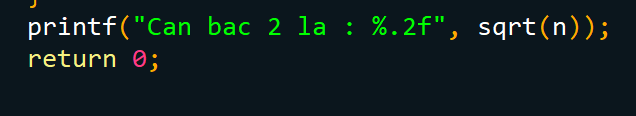 }
printf("Can bac 2 la : %.2f", sqrt(n));
return 0;